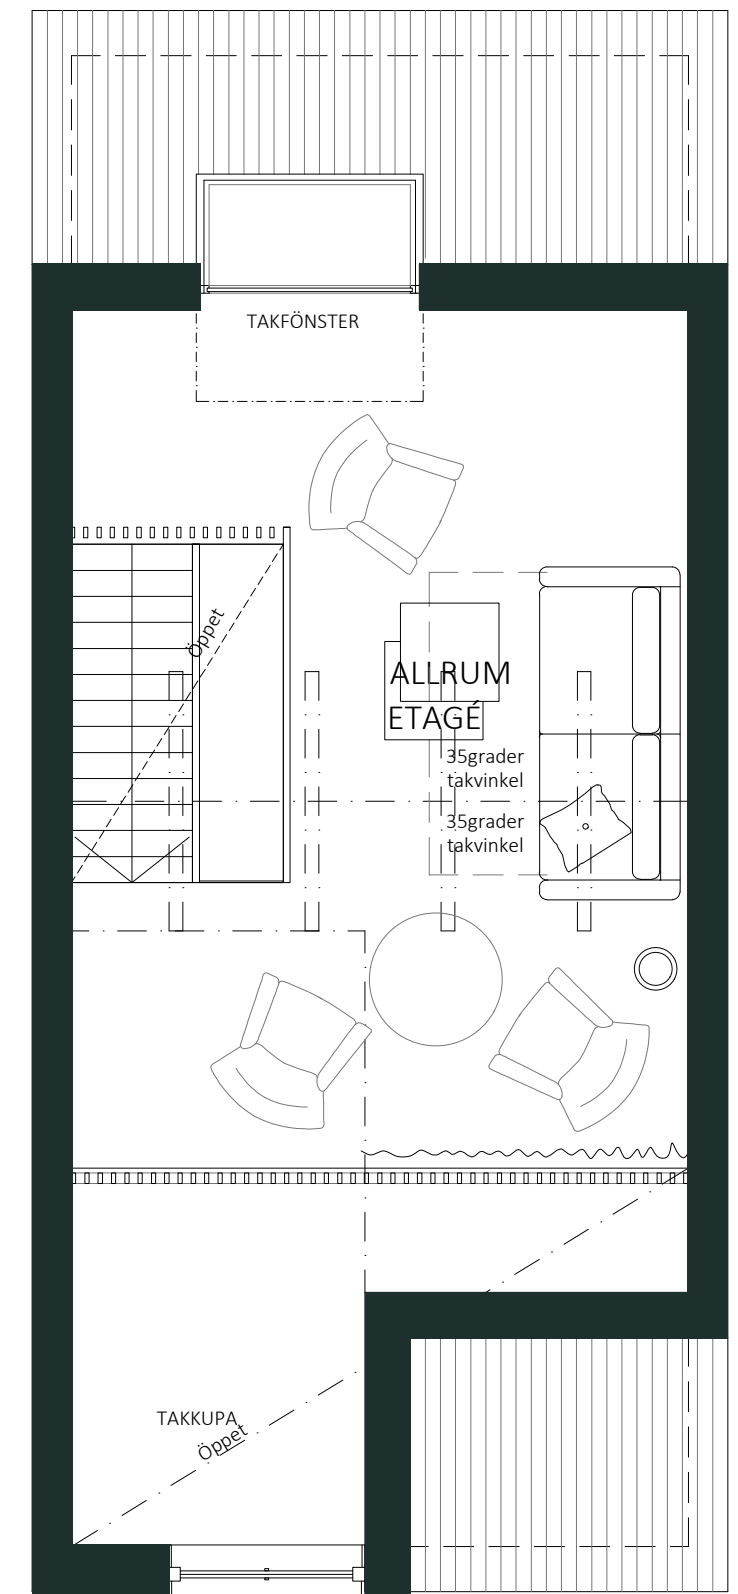 TAKFÖNSTER
Öppet
ALLRUM
ETAGÉ
35grader
takvinkel
35grader
takvinkel
TAKKUPA
Öppet